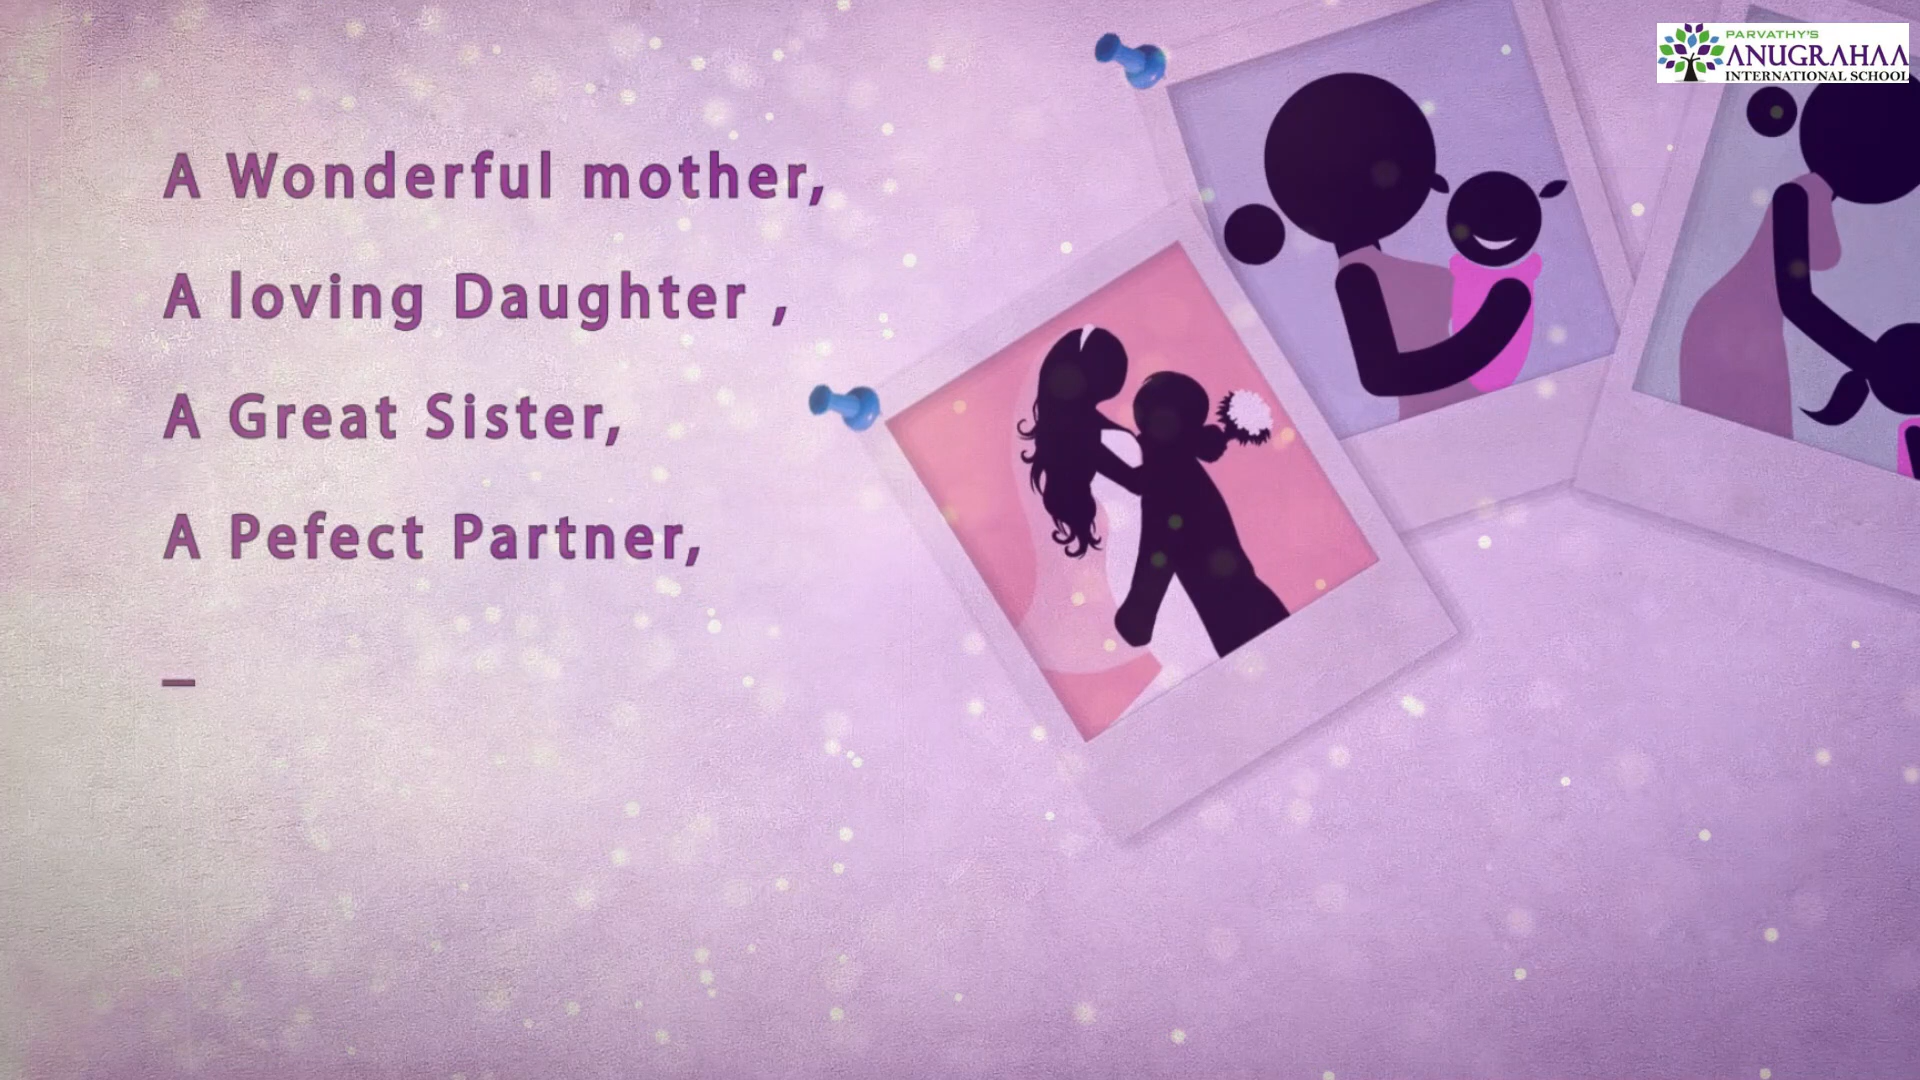 PARVATHY'S
ANUGRAHAA
INTERNATIONAL SCHOOL
A Wonderful mother,
A loving Daughter ,
A Great Sister,
A Pefect Partner,
_